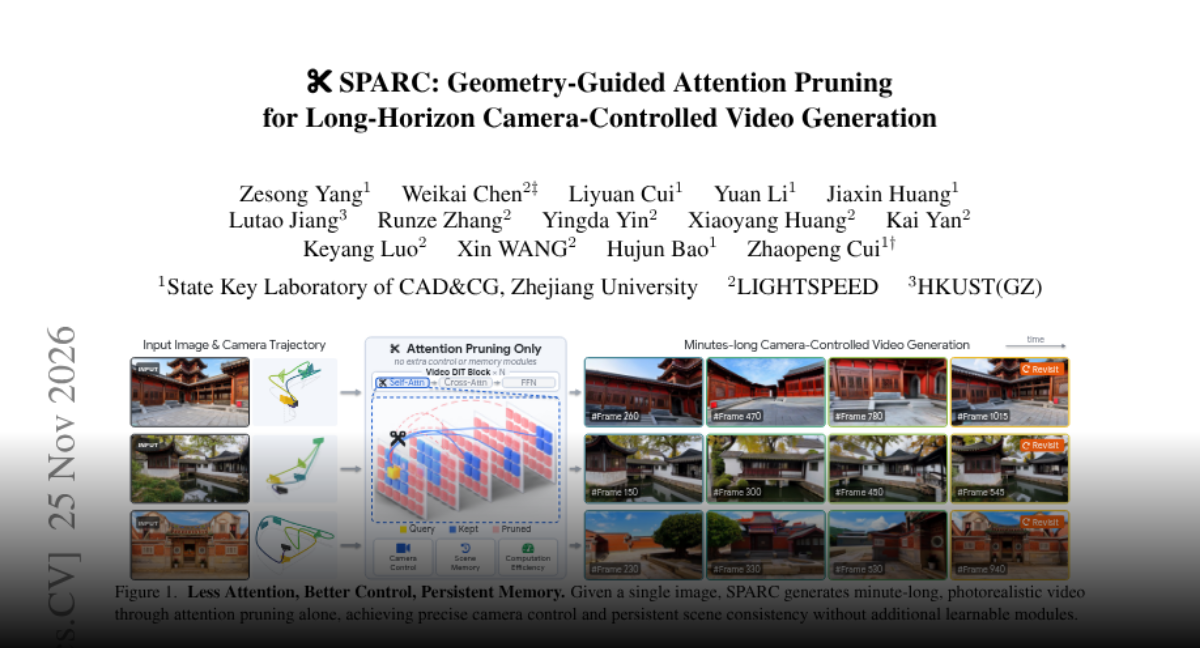 SPARC: Geometry-Guided Attention Pruning
for Long-Horizon Camera-Controlled Video Generation
Zesong Yang¹ Weikai Chen²‡ Liyuan Cui¹ Yuan Li¹ Jiaxin Huang¹
Lutao Jiang³ Runze Zhang² Yingda Yin² Xiaoyang Huang² Kai Yan²
Keyang Luo² Xin WANG² Hujun Bao¹ Zhaopeng Cui¹†
¹State Key Laboratory of CAD&CG, Zhejiang University ²LIGHTSPEED ³HKUST(GZ)
s.CV] 25 Nov 2026
Input Image & Camera Trajectory
INPUT
INPUT
INPUT
Attention Pruning Only
no extra control or memory modules
Video DiT Block × N
Self-Attn Cross-Attn FFN
Query Kept Pruned
Camera Control
Scene Memory
Computation Efficiency
Minutes-long Camera-Controlled Video Generation
time
#Frame 260 #Frame 470 #Frame 780 #Frame 1015 Revisit
#Frame 150 #Frame 300 #Frame 450 #Frame 545 Revisit
#Frame 230 #Frame 330 #Frame 530 #Frame 940 Revisit
Figure 1. Less Attention, Better Control, Persistent Memory. Given a single image, SPARC generates minute-long, photorealistic video
through attention pruning alone, achieving precise camera control and persistent scene consistency without additional learnable modules.